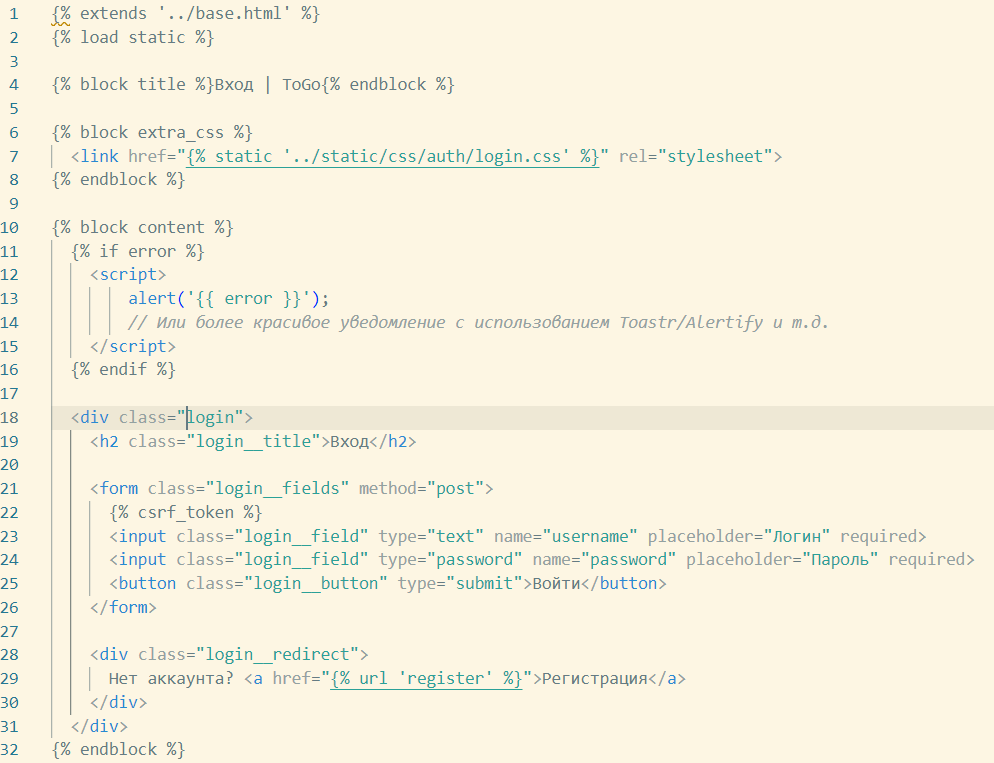 1 {% extends '../base.html' %}
2 {% load static %}
3
4 {% block title %}Вход | ToGo{% endblock %}
5
6 {% block extra_css %}
7 <link href="{% static '../static/css/auth/login.css' %}" rel="stylesheet">
8 {% endblock %}
9
10 {% block content %}
11 {% if error %}
12 <script>
13 alert('{{ error }}');
14 // Или более красивое уведомление с использованием Toastr/Alertify и т.д.
15 </script>
16 {% endif %}
17
18 <div class="login">
19 <h2 class="login__title">Вход</h2>
20
21 <form class="login__fields" method="post">
22 {% csrf_token %}
23 <input class="login__field" type="text" name="username" placeholder="Логин" required>
24 <input class="login__field" type="password" name="password" placeholder="Пароль" required>
25 <button class="login__button" type="submit">Войти</button>
26 </form>
27
28 <div class="login__redirect">
29 Нет аккаунта? <a href="{% url 'register' %}">Регистрация</a>
30 </div>
31 </div>
32 {% endblock %}